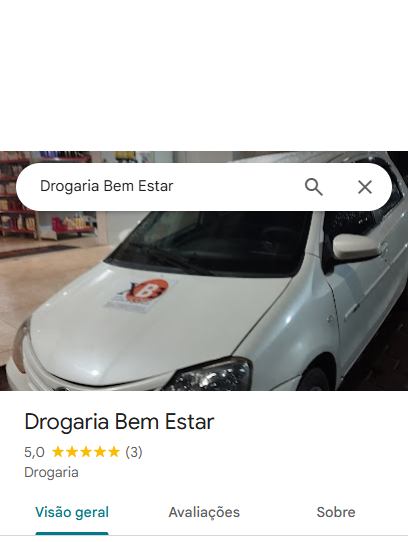 Drogaria Bem Estar
B
Drogaria Bem Estar
5,0 ★★★★★ (3)
Drogaria
Visão geral Avaliações Sobre